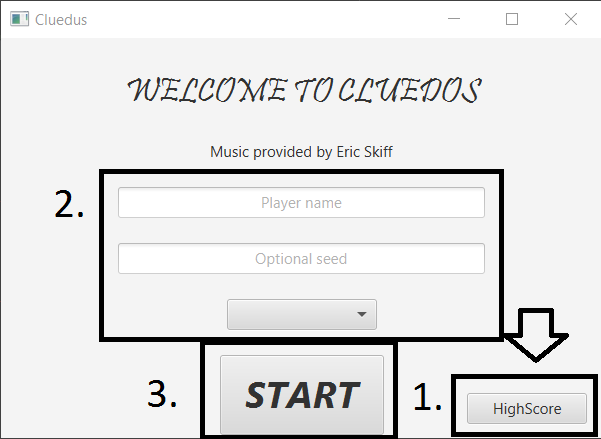 Cluedus
WELCOME TO CLUEDOS
Music provided by Eric Skiff
2.
Player name
Optional seed
3.
START
1.
HighScore